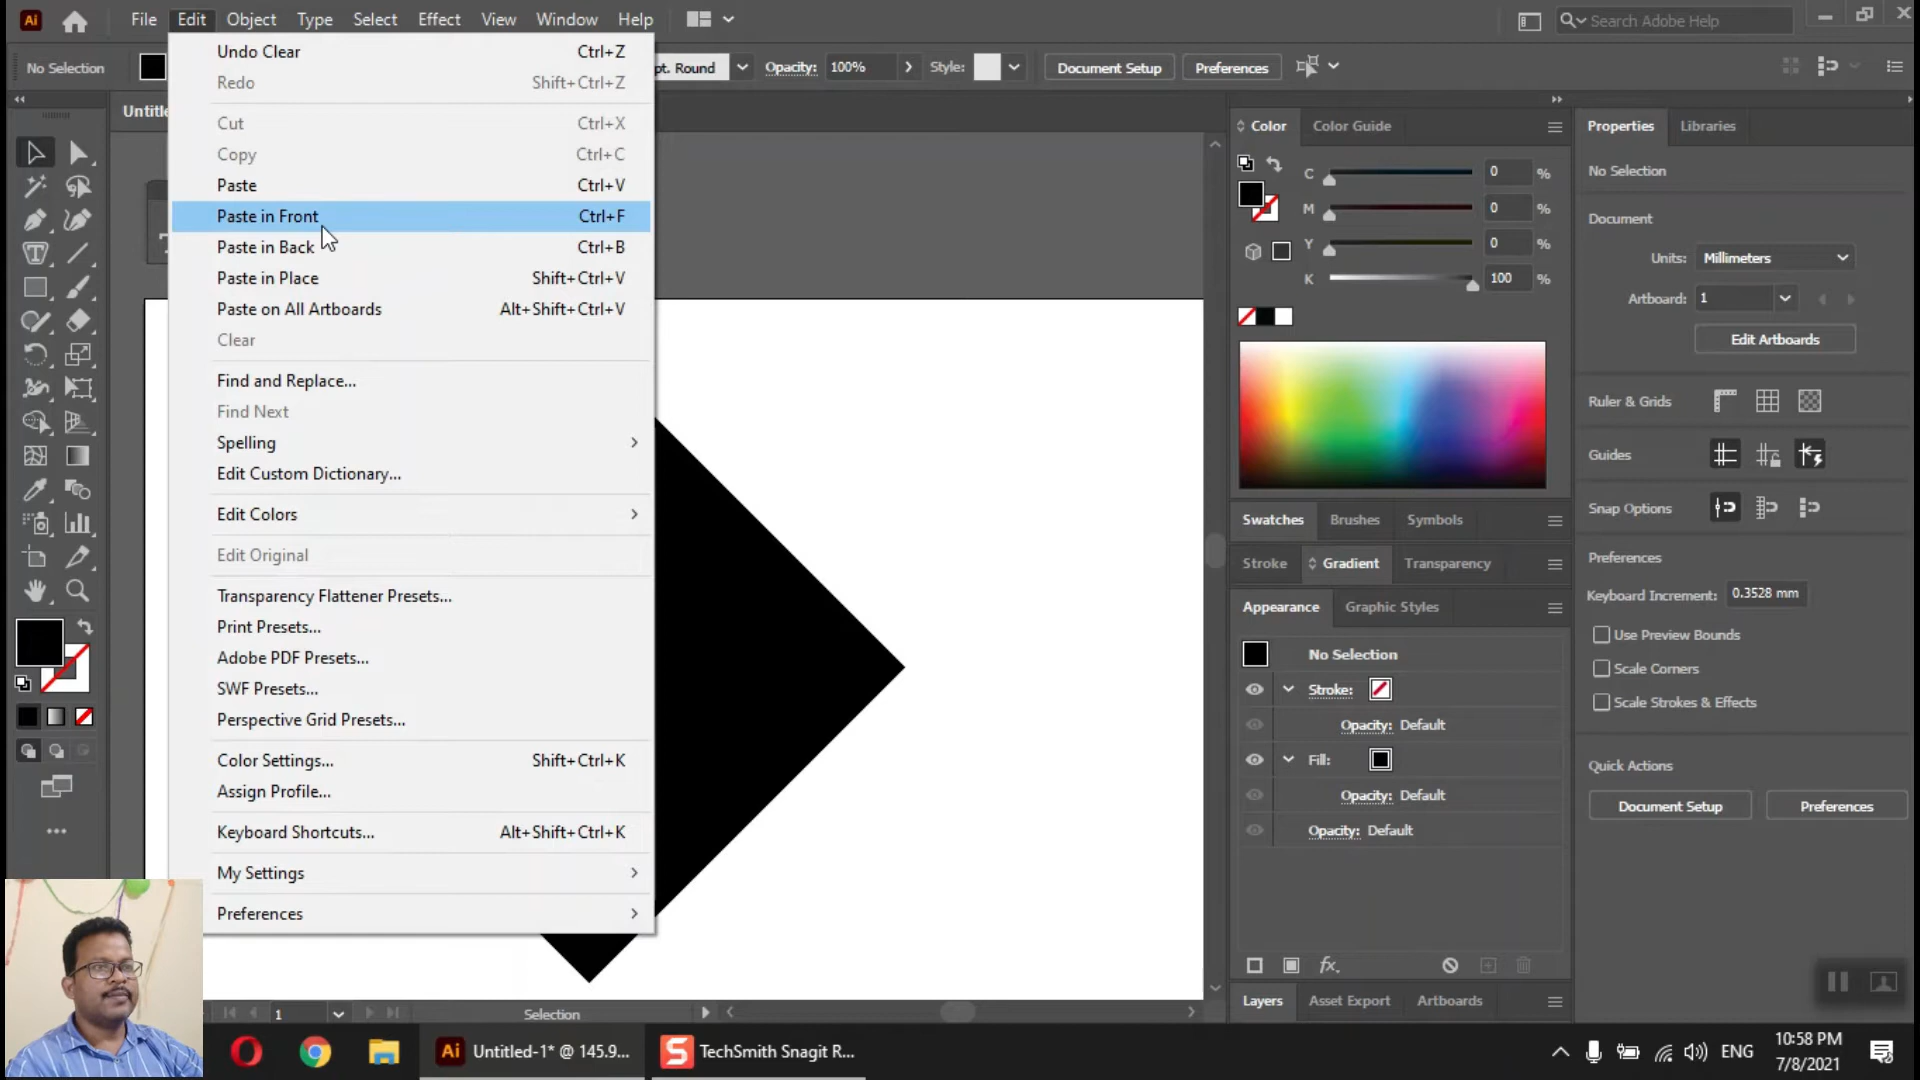 Ai File Edit Object Type Select Effect View Window Help Search Adobe Help
No Selection pt. Round Opacity: 100% Style: Document Setup Preferences
Undo Clear Ctrl+Z
Redo Shift+Ctrl+Z
Cut Ctrl+X
Copy Ctrl+C
Paste Ctrl+V
Paste in Front Ctrl+F
Paste in Back Ctrl+B
Paste in Place Shift+Ctrl+V
Paste on All Artboards Alt+Shift+Ctrl+V
Clear
Find and Replace...
Find Next
Spelling
Edit Custom Dictionary...
Edit Colors
Edit Original
Transparency Flattener Presets...
Print Presets...
Adobe PDF Presets...
SWF Presets...
Perspective Grid Presets...
Color Settings... Shift+Ctrl+K
Assign Profile...
Keyboard Shortcuts... Alt+Shift+Ctrl+K
My Settings
Preferences
Untitle
Color Color Guide
C 0 %
M 0 %
Y 0 %
K 100 %
Swatches Brushes Symbols
Stroke Gradient Transparency
Appearance Graphic Styles
No Selection
Stroke:
Opacity: Default
Fill:
Opacity: Default
Opacity: Default
fx.
Layers Asset Export Artboards
Properties Libraries
No Selection
Document
Units: Millimeters
Artboard: 1
Edit Artboards
Ruler & Grids
Guides
Snap Options
Preferences
Keyboard Increment: 0.3528 mm
Use Preview Bounds
Scale Corners
Scale Strokes & Effects
Quick Actions
Document Setup Preferences
1 Selection
Ai Untitled-1* @ 145.9... S TechSmith Snagit R... ENG 10:58 PM
7/8/2021